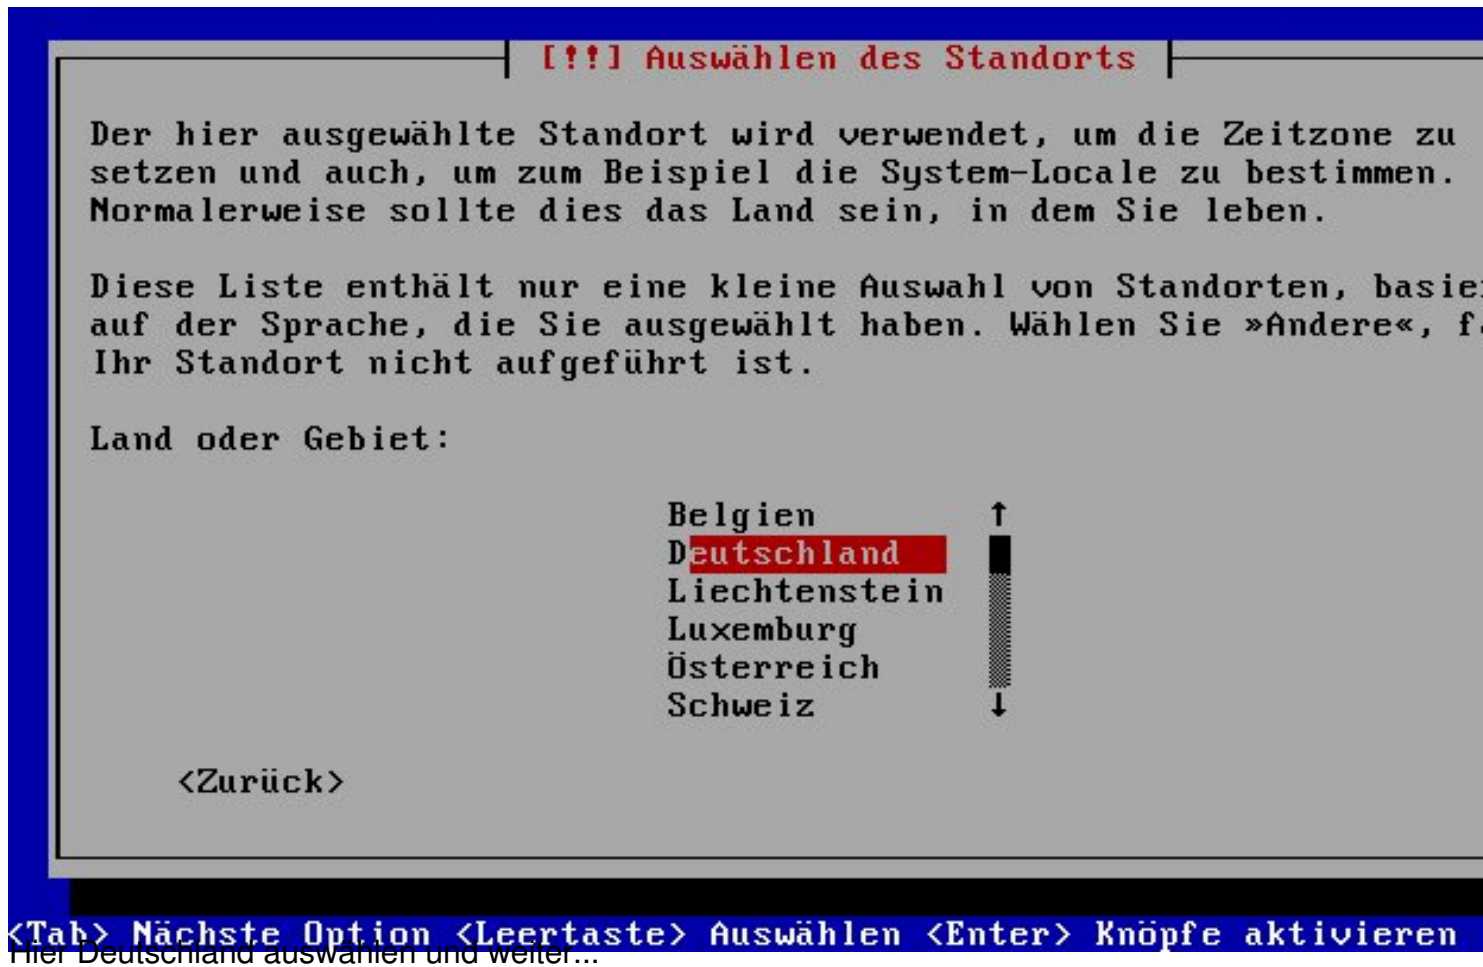 [!!] Auswählen des Standorts
Der hier ausgewählte Standort wird verwendet, um die Zeitzone zu
setzen und auch, um zum Beispiel die System-Locale zu bestimmen.
Normalerweise sollte dies das Land sein, in dem Sie leben.
Diese Liste enthält nur eine kleine Auswahl von Standorten,
auf der Sprache, die Sie ausgewählt haben. Wählen Sie »Andere«,
Ihr Standort nicht aufgeführt ist.
Land oder Gebiet:
Belgien ↑
Deutschland
Liechtenstein
Luxemburg
Österreich
Schweiz ↓
<Zurück>
<Tab> Nächste Option <Leertaste> Auswählen <Enter> Knöpfe aktivieren
Hier Deutschland auswählen und weiter...